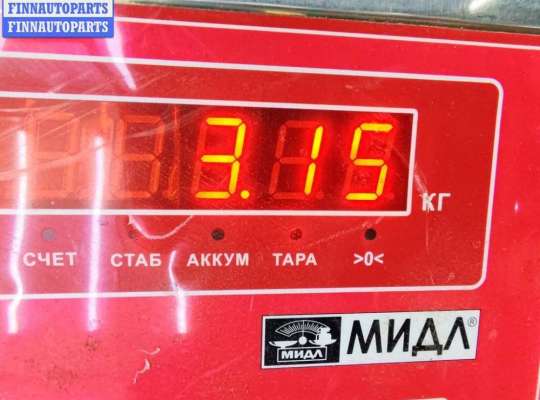 FINNAUTOPARTS
FINNAUTOPARTS
3.15
КГ
СЧЕТ СТАБ АККУМ ТАРА >0<
МИДЛ МИДЛ®